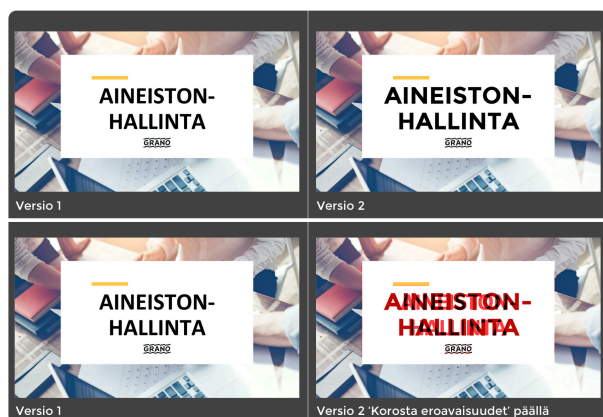 AINEISTON-
HALLINTA
GRANO
Versio 1
AINEISTON-
HALLINTA
GRANO
Versio 2
AINEISTON-
HALLINTA
GRANO
Versio 1
AINEISTON-
HALLINTA
GRANO
Versio 2 ‘Korosta eroavaisuudet’ päällä